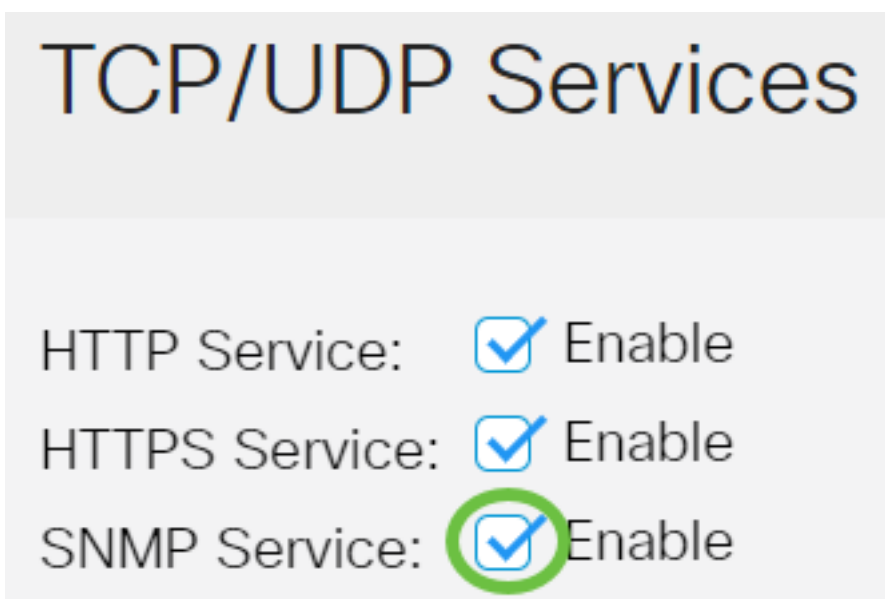 TCP/UDP Services
HTTP Service: Enable
HTTPS Service: Enable
SNMP Service: Enable